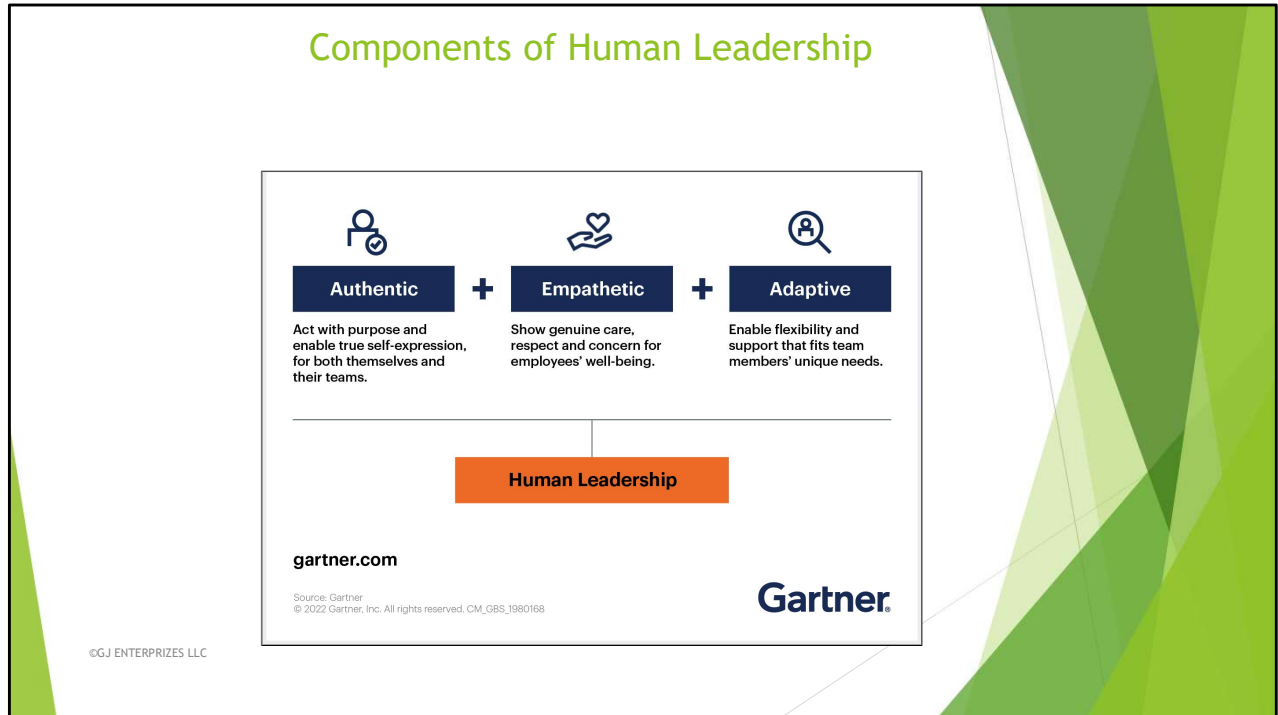 Components of Human Leadership
Authentic + Empathetic + Adaptive
Act with purpose and
enable true self-expression,
for both themselves and
their teams.
Show genuine care,
respect and concern for
employees' well-being.
Enable flexibility and
support that fits team
members' unique needs.
Human Leadership
gartner.com
Source: Gartner
© 2022 Gartner, Inc. All rights reserved. CM_GBS_1980168
Gartner®
©GJ ENTERPRIZES LLC